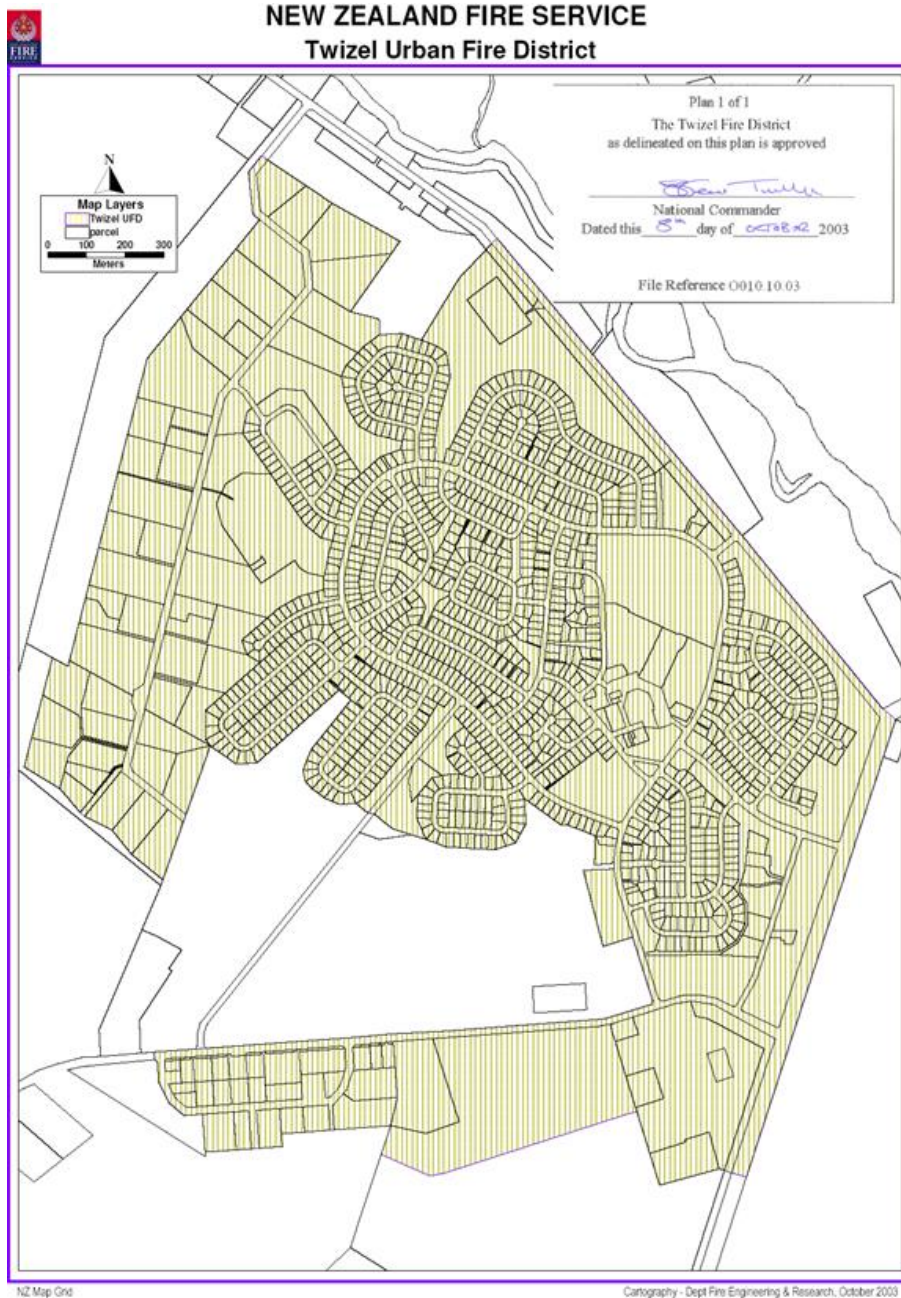 NEW ZEALAND FIRE SERVICE
Twizel Urban Fire District
FIRE
SERVICE
Plan 1 of 1
The Twizel Fire District
as delineated on this plan is approved
National Commander
Dated this 8th day of OCTOBER 2003
File Reference O010.10.03
N
Map Layers
Twizel UFD
parcel
0 100 200 300
Meters
NZ Map Grid
Cartography - Dept Fire Engineering & Research, October 2003